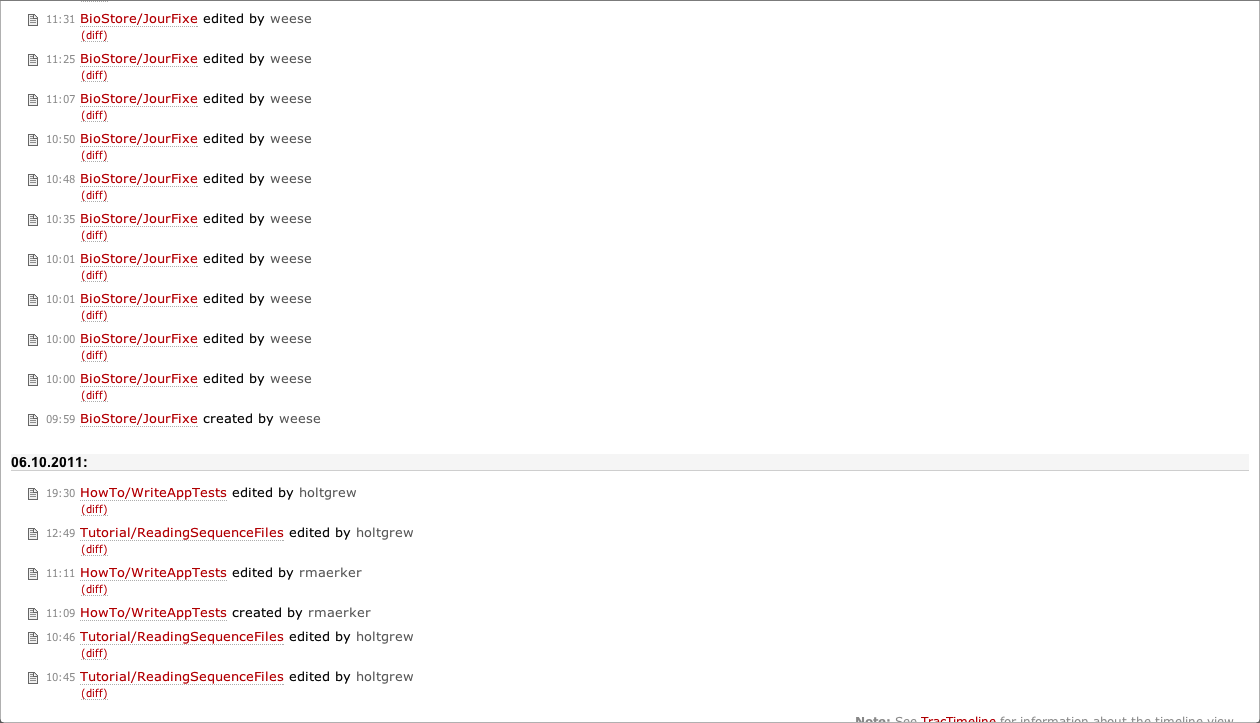 11:31 BioStore/JourFixe edited by weese
(diff)
11:25 BioStore/JourFixe edited by weese
(diff)
11:07 BioStore/JourFixe edited by weese
(diff)
10:50 BioStore/JourFixe edited by weese
(diff)
10:48 BioStore/JourFixe edited by weese
(diff)
10:35 BioStore/JourFixe edited by weese
(diff)
10:01 BioStore/JourFixe edited by weese
(diff)
10:01 BioStore/JourFixe edited by weese
(diff)
10:00 BioStore/JourFixe edited by weese
(diff)
10:00 BioStore/JourFixe edited by weese
(diff)
09:59 BioStore/JourFixe created by weese
06.10.2011:
19:30 HowTo/WriteAppTests edited by holtgrew
(diff)
12:49 Tutorial/ReadingSequenceFiles edited by holtgrew
(diff)
11:11 HowTo/WriteAppTests edited by rmaerker
(diff)
11:09 HowTo/WriteAppTests created by rmaerker
10:46 Tutorial/ReadingSequenceFiles edited by holtgrew
(diff)
10:45 Tutorial/ReadingSequenceFiles edited by holtgrew
(diff)
Note: See TracTimeline for information about the timeline view.